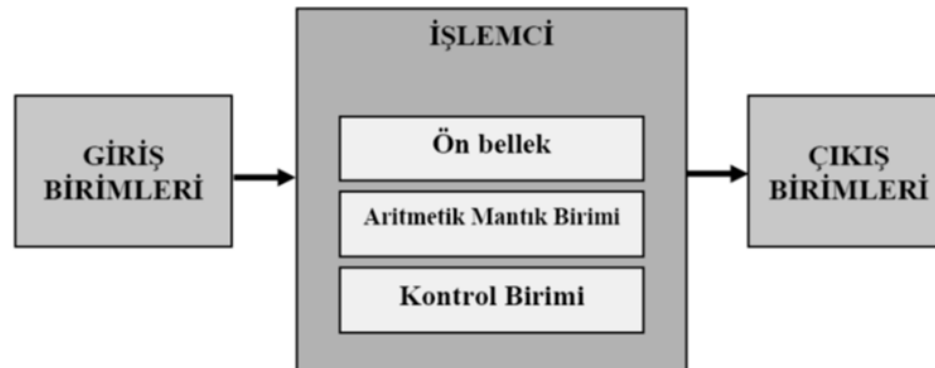 İŞLEMCİ
GİRİŞ
BİRİMLERİ
Ön bellek
Aritmetik Mantık Birimi
Kontrol Birimi
ÇIKIŞ
BİRİMLERİ